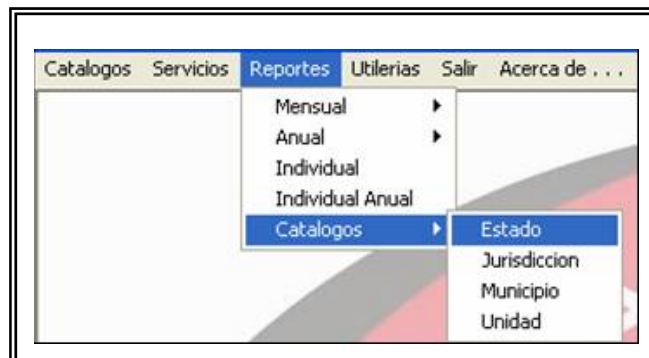 Catalogos Servicios Reportes Utilerias Salir Acerca de . . .
Mensual
Anual
Individual
Individual Anual
Catalogos
Estado
Jurisdiccion
Municipio
Unidad